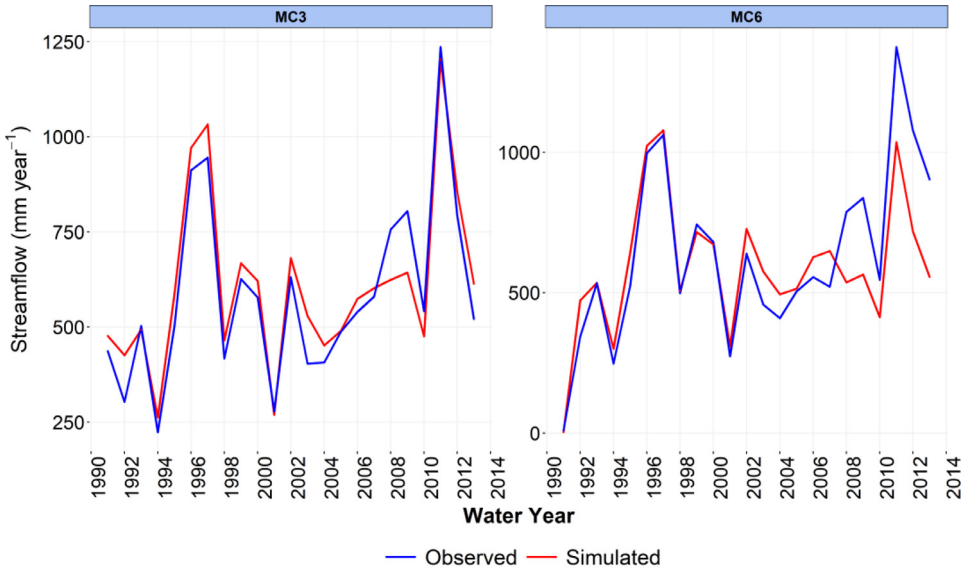 MC3
MC6
Streamflow (mm year⁻¹)
1250
1000
750
500
250
1000
500
0
1990 1992 1994 1996 1998 2000 2002 2004 2006 2008 2010 2012 2014
1990 1992 1994 1996 1998 2000 2002 2004 2006 2008 2010 2012 2014
Water Year
Observed Simulated